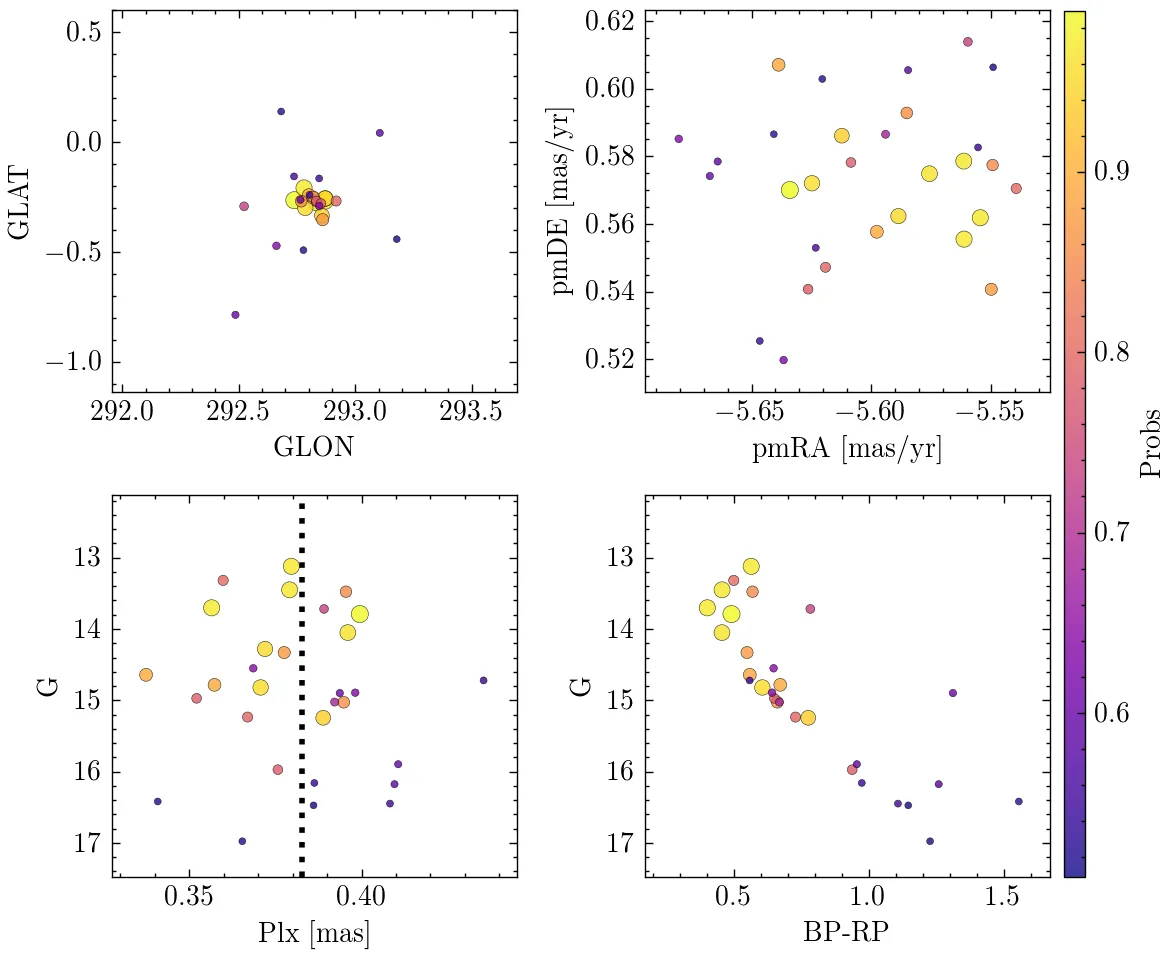 0.5
0.0
−0.5
−1.0
GLAT
292.0 292.5 293.0 293.5
GLON
0.62
0.60
0.58
0.56
0.54
0.52
pmDE [mas/yr]
−5.65 −5.60 −5.55
pmRA [mas/yr]
0.9
0.8
0.7
0.6
Probs
13
14
15
16
17
G
0.35 0.40
Plx [mas]
13
14
15
16
17
G
0.5 1.0 1.5
BP-RP